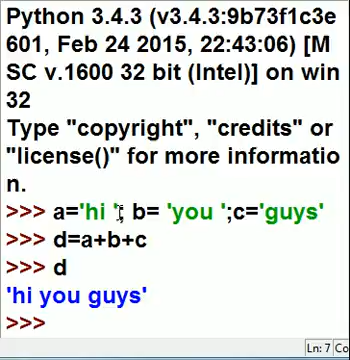 Python 3.4.3 (v3.4.3:9b73f1c3e
601, Feb 24 2015, 22:43:06) [M
SC v.1600 32 bit (Intel)] on win
32
Type "copyright", "credits" or
"license()" for more informatio
n.
>>> a='hi '; b= 'you ';c='guys'
>>> d=a+b+c
>>> d
'hi you guys'
>>>
Ln: 7 Co